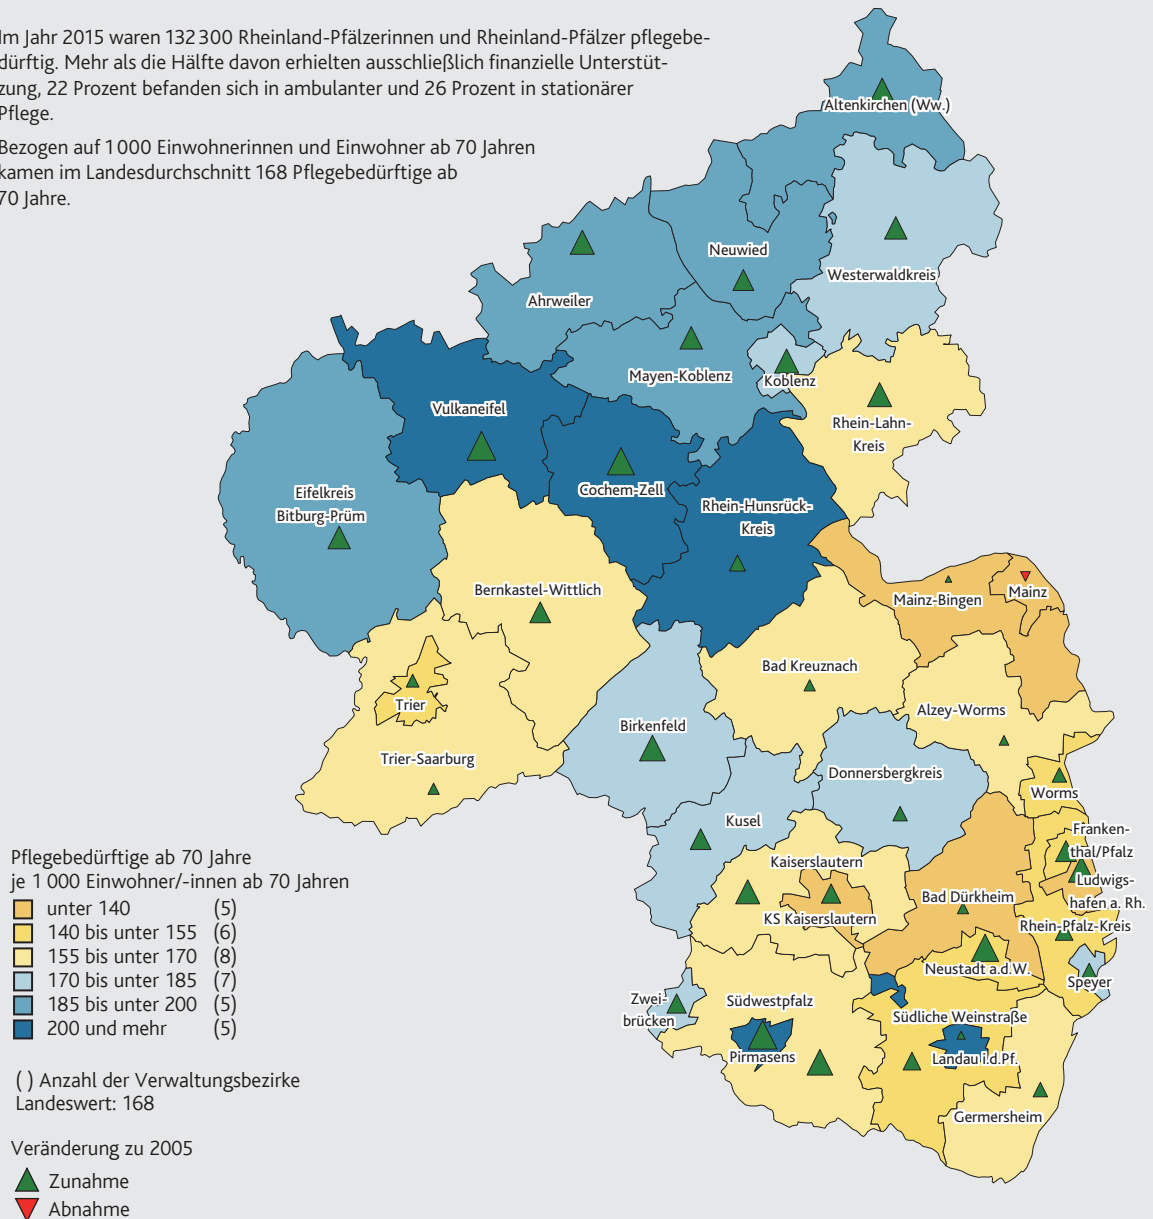 Im Jahr 2015 waren 132 300 Rheinland-Pfälzerinnen und Rheinland-Pfälzer pflegebe-
dürftig. Mehr als die Hälfte davon erhielten ausschließlich finanzielle Unterstüt-
zung, 22 Prozent befanden sich in ambulanter und 26 Prozent in stationärer
Pflege.
Bezogen auf 1 000 Einwohnerinnen und Einwohner ab 70 Jahren
kamen im Landesdurchschnitt 168 Pflegebedürftige ab
70 Jahre.
Altenkirchen (Ww.)
Neuwied
Westerwaldkreis
Ahrweiler
Mayen-Koblenz
Koblenz
Vulkaneifel
Rhein-Lahn-
Kreis
Cochem-Zell
Eifelkreis
Bitburg-Prüm
Rhein-Hunsrück-
Kreis
Bernkastel-Wittlich
Mainz-Bingen
Mainz
Bad Kreuznach
Trier
Alzey-Worms
Birkenfeld
Trier-Saarburg
Donnersbergkreis
Worms
Kusel
Franken-
thal/Pfalz
Kaiserslautern
Ludwigs-
hafen a. Rh.
Bad Dürkheim
KS Kaiserslautern
Rhein-Pfalz-Kreis
Neustadt a.d.W.
Speyer
Zwei-
brücken
Südwestpfalz
Südliche Weinstraße
Pirmasens
Landau i.d.Pf.
Germersheim
Pflegebedürftige ab 70 Jahre
je 1 000 Einwohner/-innen ab 70 Jahren
unter 140 (5)
140 bis unter 155 (6)
155 bis unter 170 (8)
170 bis unter 185 (7)
185 bis unter 200 (5)
200 und mehr (5)
( ) Anzahl der Verwaltungsbezirke
Landeswert: 168
Veränderung zu 2005
Zunahme
Abnahme